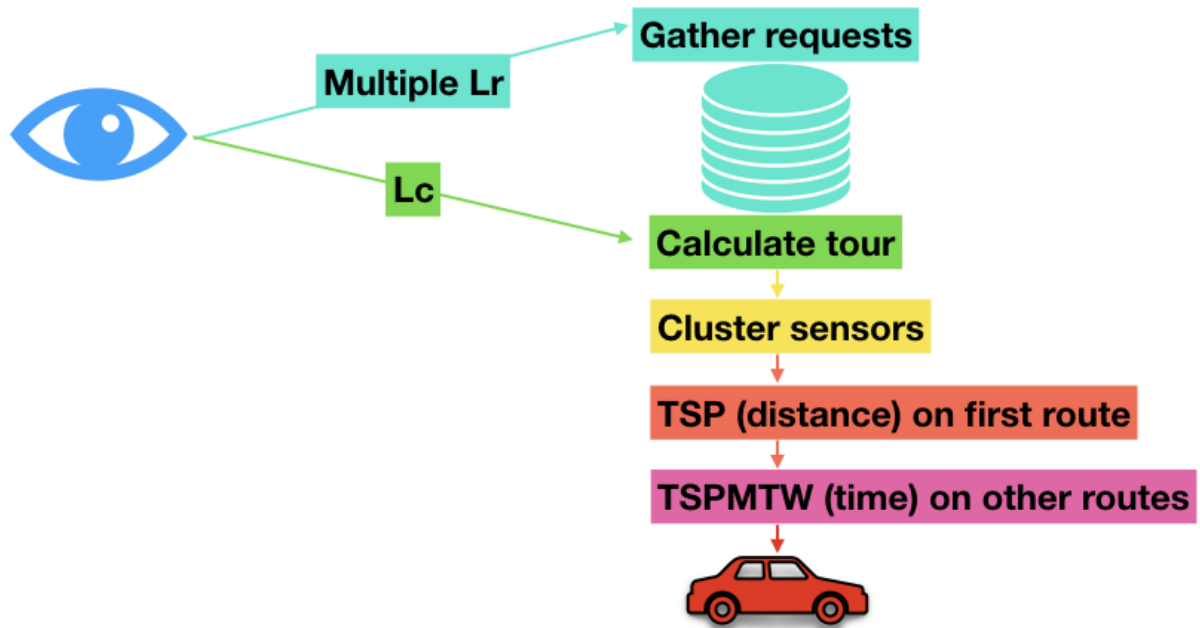 Gather requests
Multiple Lr
Lc
Calculate tour
Cluster sensors
TSP (distance) on first route
TSPMTW (time) on other routes